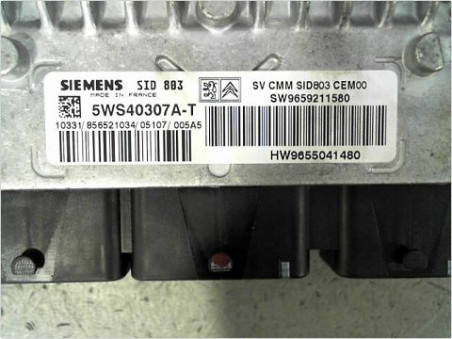 SIEMENS SID 803
MADE IN FRANCE
5WS40307A-T
10331/856521034/05107/005A5
SV CMM SID803 CEM00
SW9659211580
HW9655041480